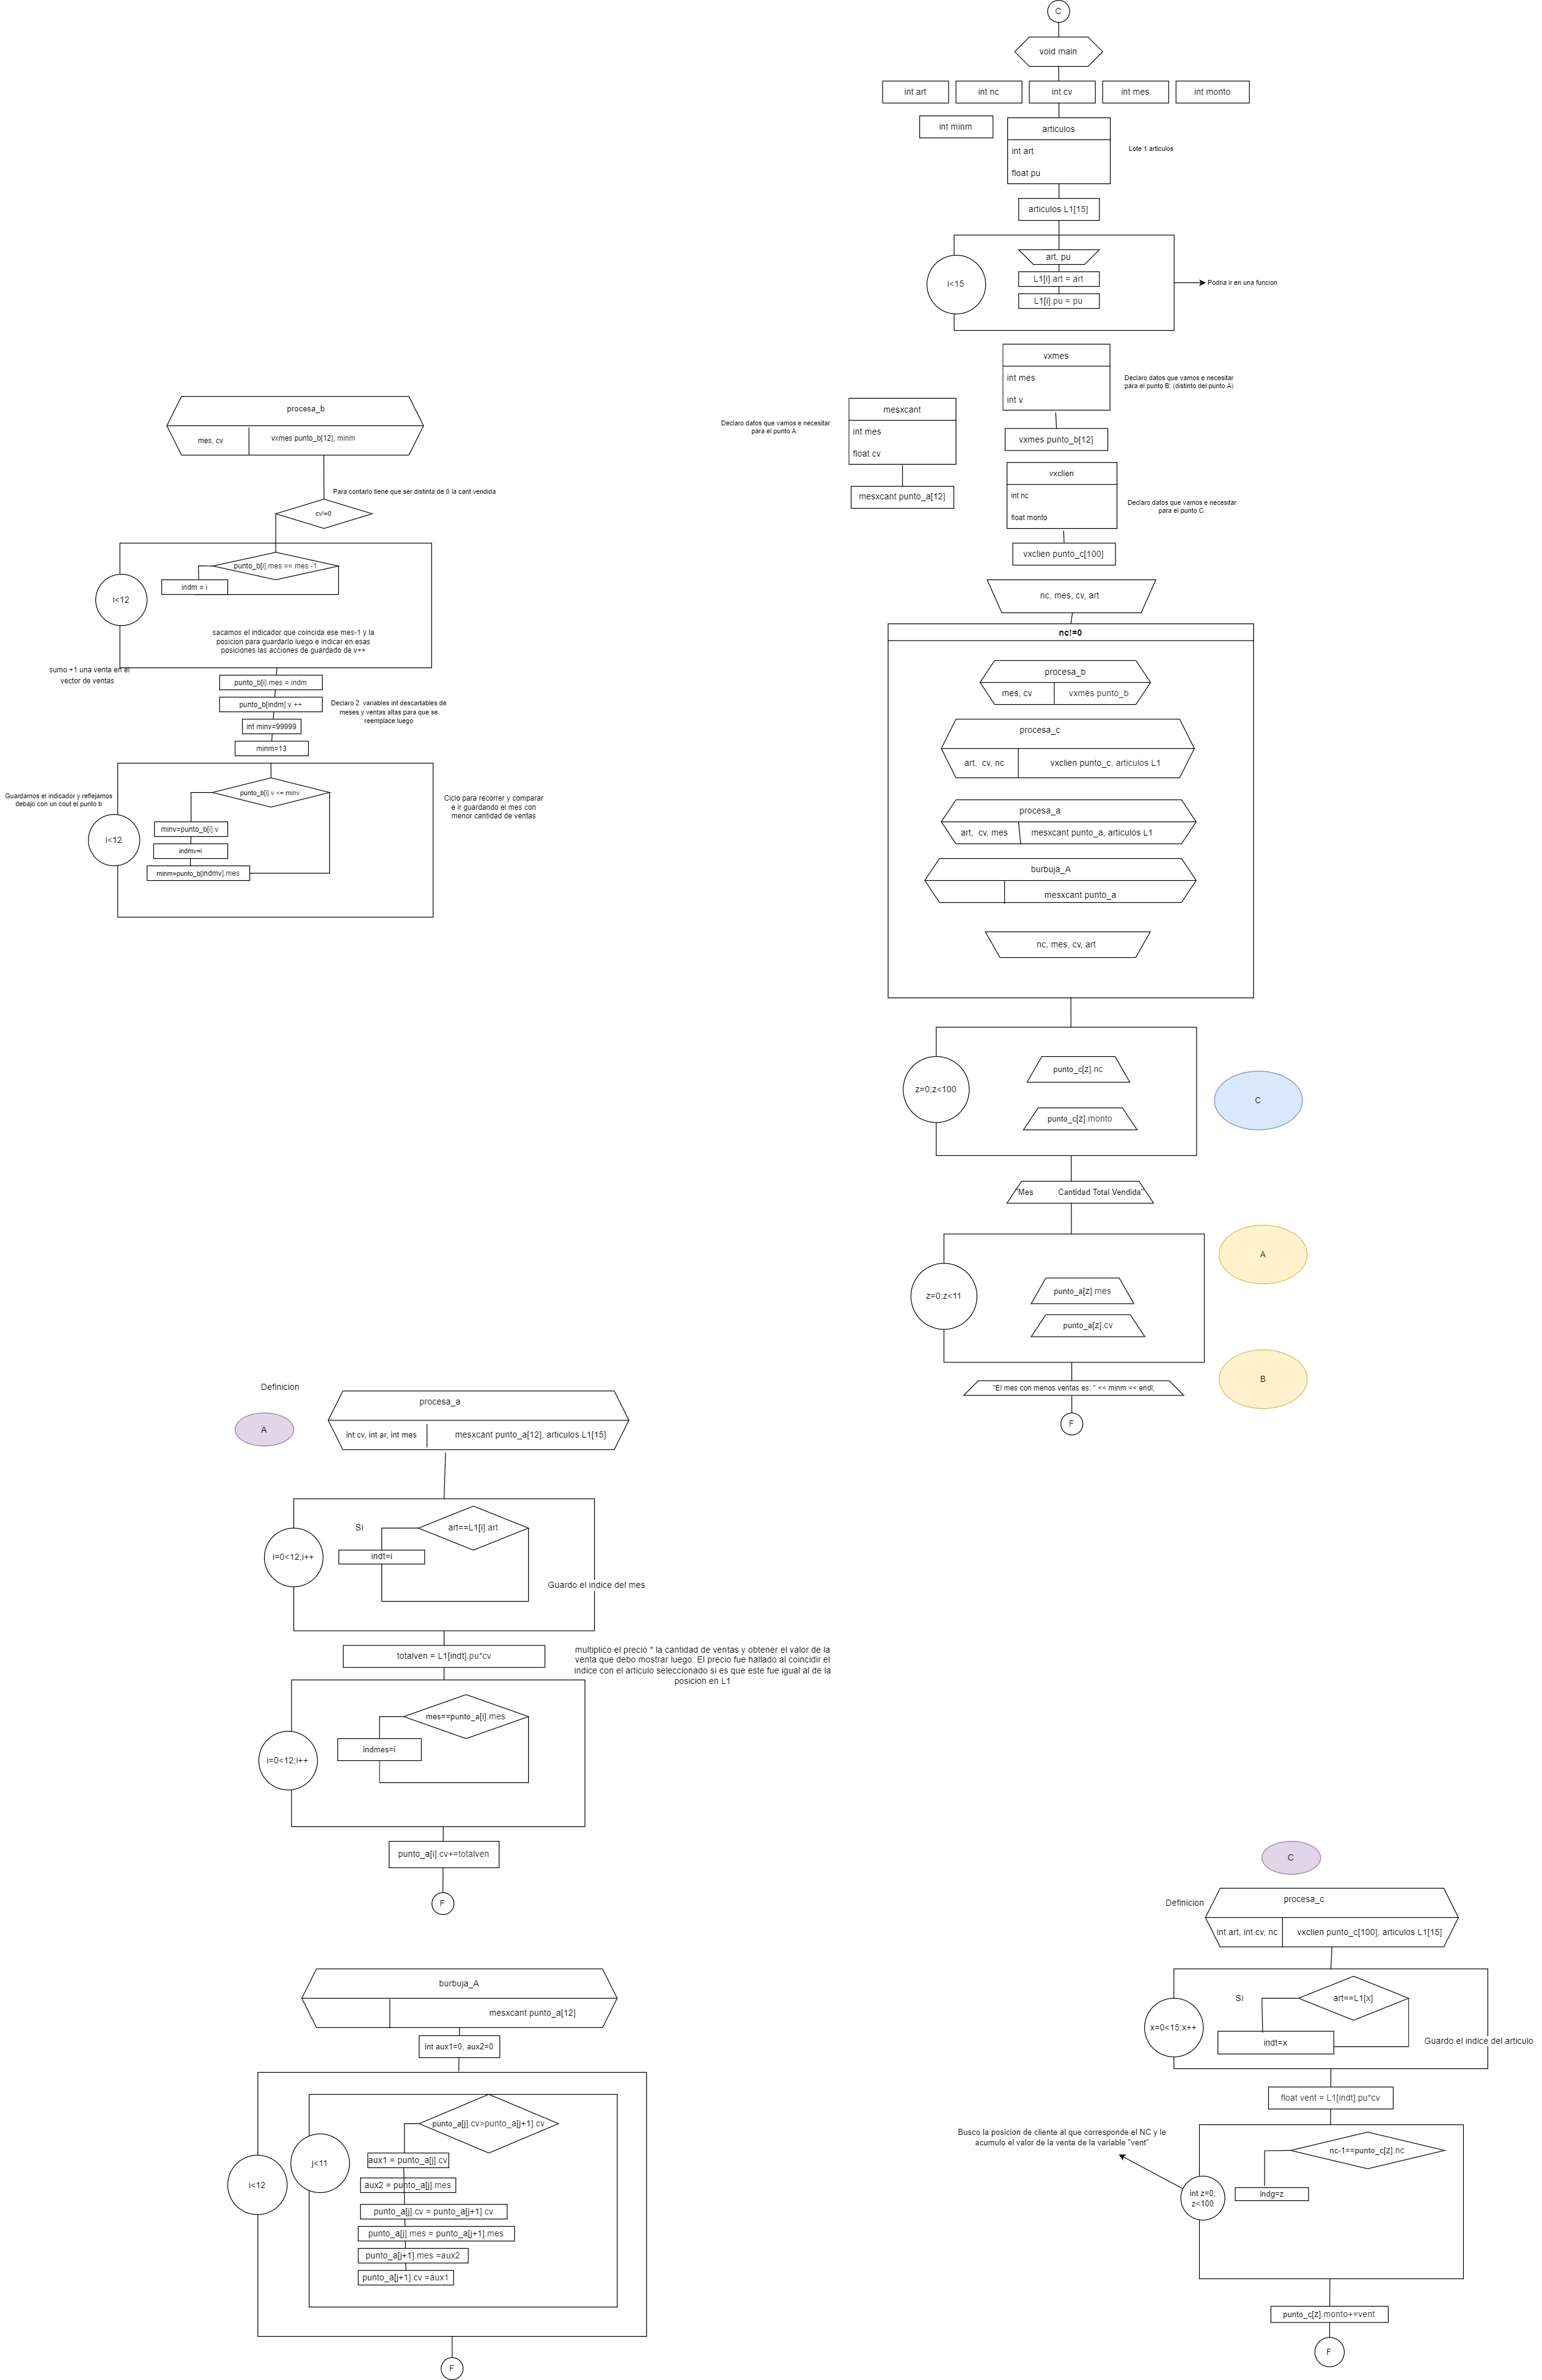 C
void main
int art
int nc
int cv
int mes
int monto
int minm
articulos
int art
float pu
Lote 1 articulos
articulos L1[15]
i<15
art, pu
L1[i].art = art
L1[i].pu = pu
Podria ir en una funcion
vxmes
int mes
int v
Declaro datos que vamos e necesitar
para el punto B: (distinto del punto A)
vxmes punto_b[12]
Declaro datos que vamos e necesitar
para el punto A:
mesxcant
int mes
float cv
mesxcant punto_a[12]
vxclien
int nc
float monto
Declaro datos que vamos e necesitar
para el punto C:
vxclien punto_c[100]
nc, mes, cv, art
nc!=0
procesa_b
mes, cv
vxmes punto_b
procesa_c
art,  cv, nc
vxclien punto_c, articulos L1
procesa_a
art,  cv, mes
mesxcant punto_a, articulos L1
burbuja_A
mesxcant punto_a
nc, mes, cv, art
z=0;z<100
punto_c[z].nc
punto_c[z].monto
C
"Mes Cantidad Total Vendida"
A
z=0;z<11
punto_a[z].mes
punto_a[z].cv
B
"El mes con menos ventas es: " << minm << endl;
F
procesa_b
mes, cv
vxmes punto_b[12], minm
Para contarlo tiene que ser distinta de 0 la cant vendida
cv!=0
punto_b[i].mes == mes -1
indm = i
i<12
sacamos el indicador que coincida ese mes-1 y la
posicion para guardarlo luego e indicar en esas
posiciones las acciones de guardado de v++
sumo +1 una venta en el
vector de ventas
punto_b[i].mes = indm
punto_b[indm].v ++
Declaro 2  variables int descartables de
meses y ventas altas para que se
reemplace luego
int minv=99999
minm=13
punto_b[i].v <= minv
Guardamos el indicador y reflejamos
debajo con un cout el punto b
Ciclo para recorrer y comparar
e ir guardando el mes con
menor cantidad de ventas
i<12
minv=punto_b[i].v
indmv=i
minm=punto_b[indmv].mes
Definicion
A
procesa_a
int cv, int ar, int mes
mesxcant punto_a[12], articulos L1[15]
i=0<12;i++
Si
art==L1[i].art
indt=i
Guardo el indice del mes
totalven = L1[indt].pu*cv
multiplico el precio * la cantidad de ventas y obtener el valor de la
venta que debo mostrar luego. El precio fue hallado al coincidir el
indice con el articulo seleccionado si es que este fue igual al de la
posicion en L1
mes==punto_a[i].mes
indmes=i
i=0<12;i++
punto_a[i].cv+=totalven
F
burbuja_A
mesxcant punto_a[12]
int aux1=0, aux2=0
punto_a[j].cv>punto_a[j+1].cv
j<11
i<12
aux1 = punto_a[j].cv
aux2 = punto_a[j].mes
punto_a[j].cv = punto_a[j+1].cv
punto_a[j].mes = punto_a[j+1].mes
punto_a[j+1].mes =aux2
punto_a[j+1].cv =aux1
F
C
Definicion
procesa_c
int art, int cv, nc
vxclien punto_c[100], articulos L1[15]
x=0<15;x++
Si
art==L1[x]
indt=x
Guardo el indice del articulo
float vent = L1[indt].pu*cv
Busco la posicion de cliente al que corresponde el NC y le
acumulo el valor de la venta de la variable "vent"
nc-1==punto_c[z].nc
int z=0;
z<100
indg=z
punto_c[z].monto+=vent
F